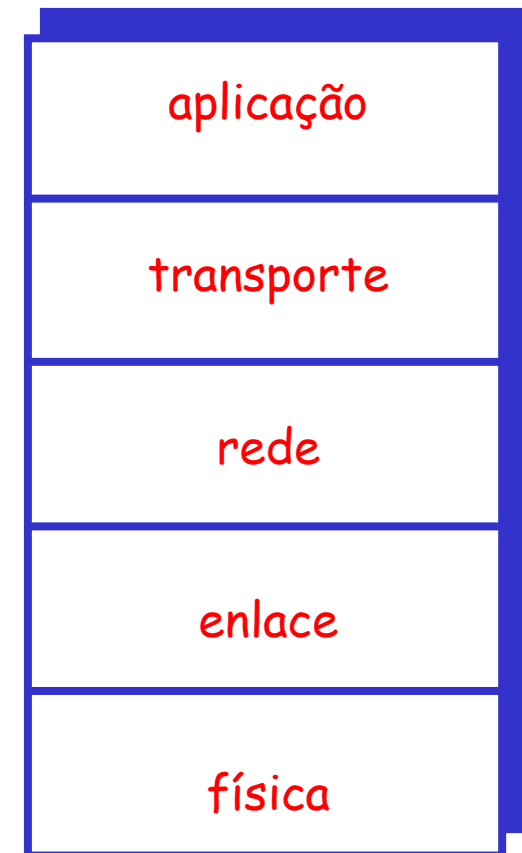 aplicação
transporte
rede
enlace
física